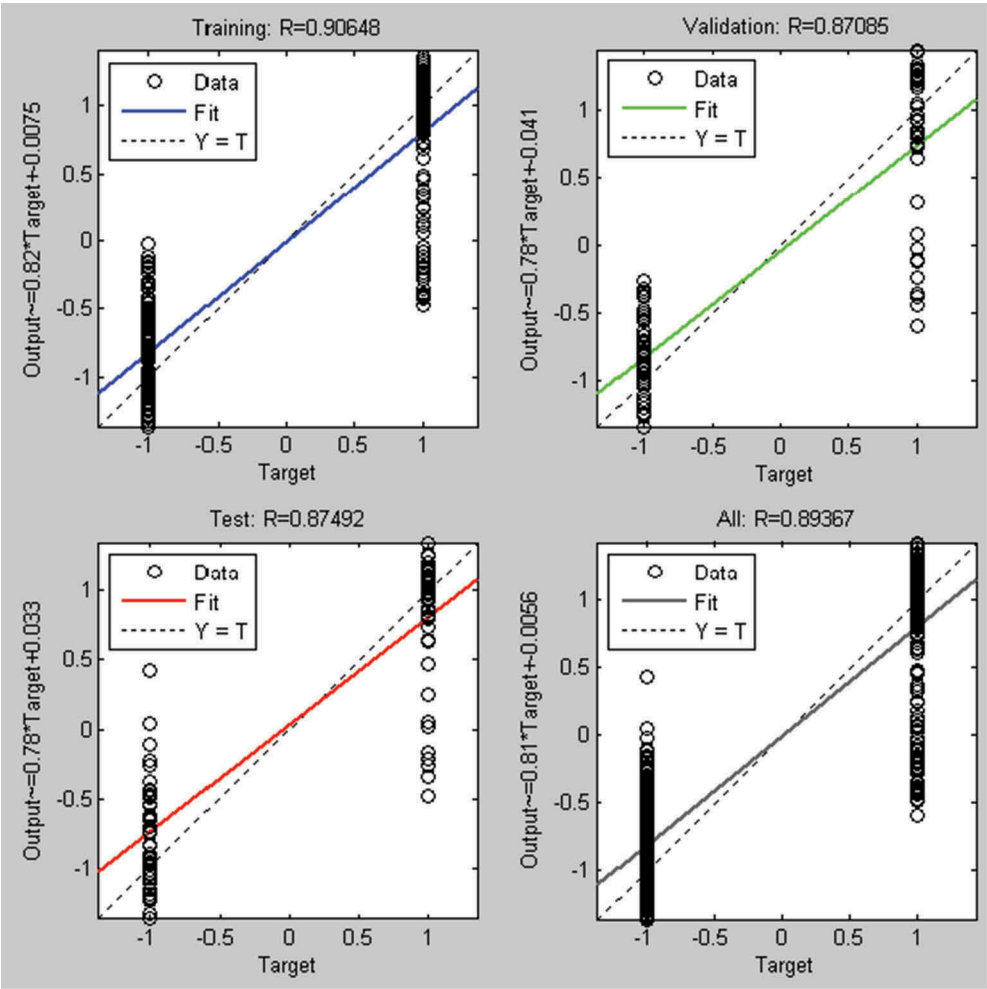 Training: R=0.90648
Output~=0.82*Target+-0.0075
Data
Fit
Y = T
1
0.5
0
-0.5
-1
-1 -0.5 0 0.5 1
Target
Validation: R=0.87085
Output~=0.78*Target+-0.041
Data
Fit
Y = T
1
0.5
0
-0.5
-1
-1 -0.5 0 0.5 1
Target
Test: R=0.87492
Output~=0.78*Target+0.033
Data
Fit
Y = T
1
0.5
0
-0.5
-1
-1 -0.5 0 0.5 1
Target
All: R=0.89367
Output~=0.81*Target+-0.0056
Data
Fit
Y = T
1
0.5
0
-0.5
-1
-1 -0.5 0 0.5 1
Target